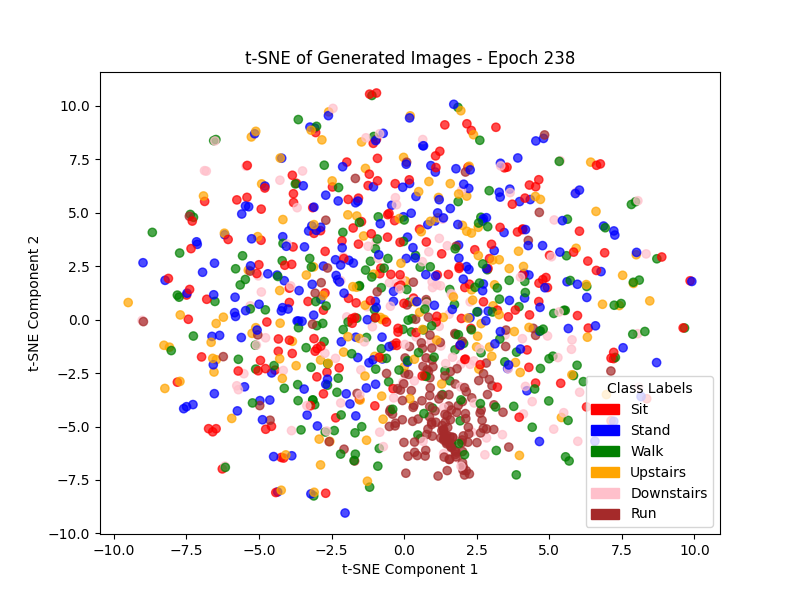 t-SNE of Generated Images - Epoch 238
t-SNE Component 2
10.0
7.5
5.0
2.5
0.0
−2.5
−5.0
−7.5
−10.0
Class Labels
Sit
Stand
Walk
Upstairs
Downstairs
Run
−10.0 −7.5 −5.0 −2.5 0.0 2.5 5.0 7.5 10.0
t-SNE Component 1